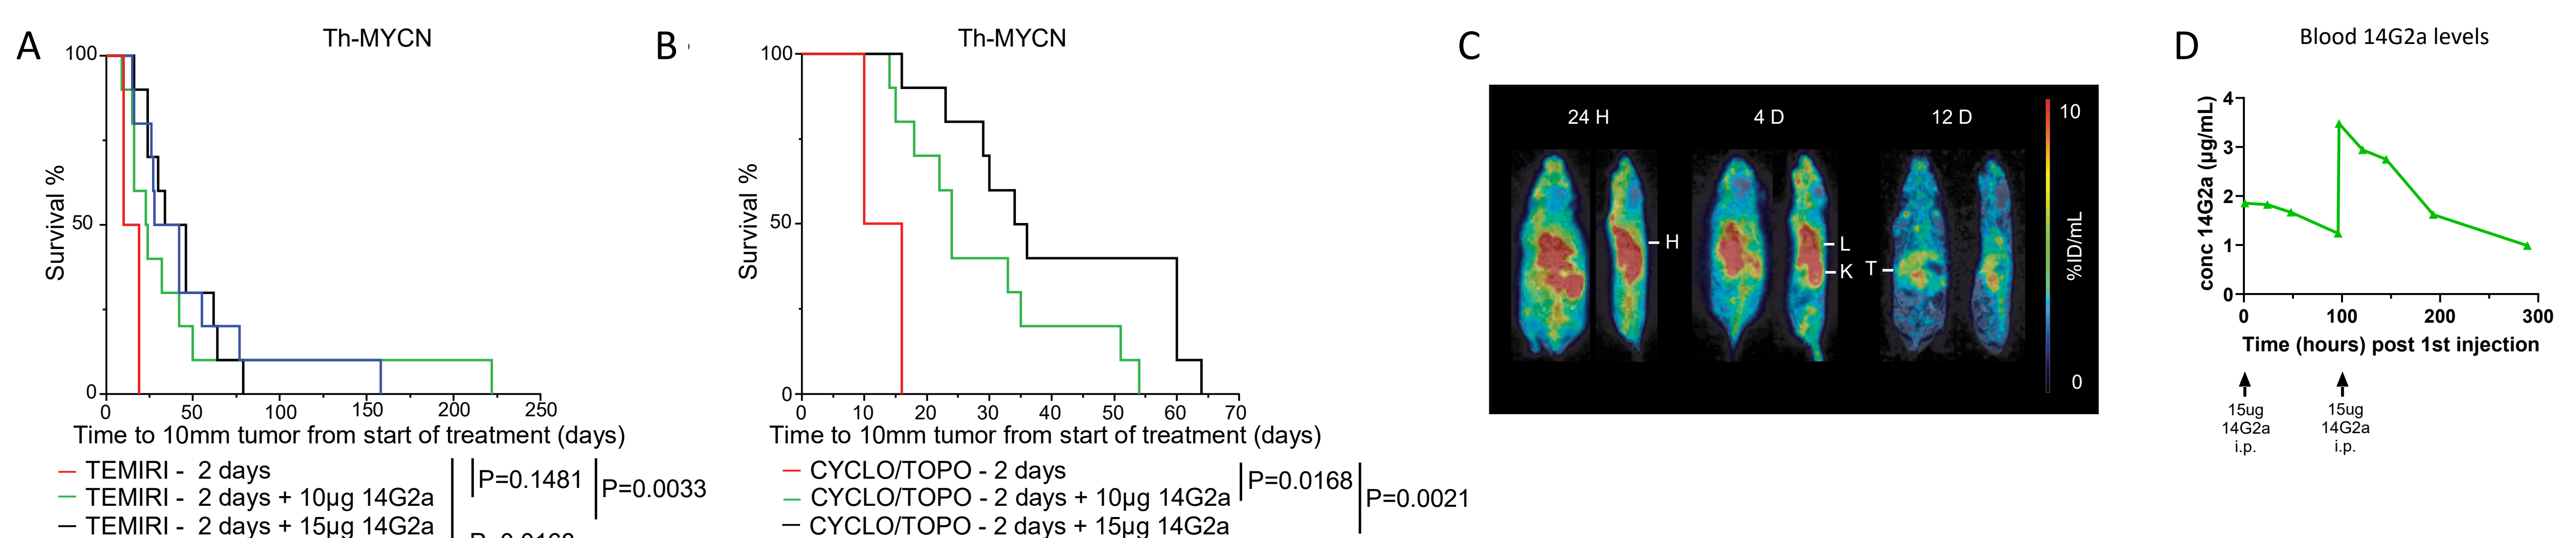 A
Th-MYCN
100
50
0
Survival %
0 50 100 150 200 250
Time to 10mm tumor from start of treatment (days)
TEMIRI - 2 days
TEMIRI - 2 days + 10µg 14G2a
TEMIRI - 2 days + 15µg 14G2a
P=0.1481
P=0.0033
B
Th-MYCN
100
50
0
Survival %
0 10 20 30 40 50 60 70
Time to 10mm tumor from start of treatment (days)
CYCLO/TOPO - 2 days
CYCLO/TOPO - 2 days + 10µg 14G2a
CYCLO/TOPO - 2 days + 15µg 14G2a
P=0.0168
P=0.0021
C
24 H 4 D 12 D
H
L
K
T
10
%ID/mL
0
D
Blood 14G2a levels
4
3
2
1
0
conc 14G2a (µg/mL)
0 100 200 300
Time (hours) post 1st injection
15ug
14G2a
i.p.
15ug
14G2a
i.p.